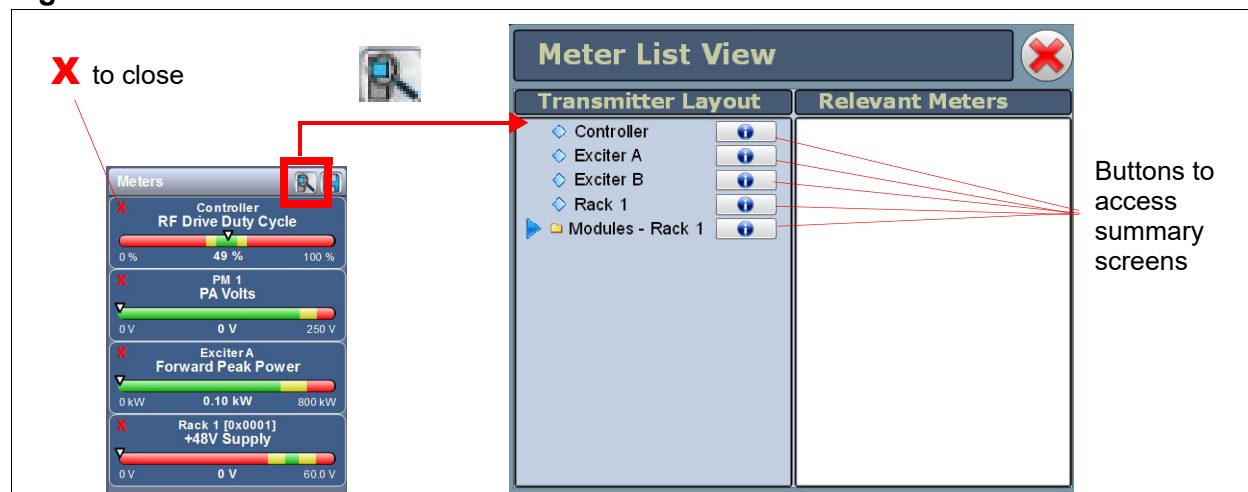 X to close
Meters
X Controller
RF Drive Duty Cycle
0 % 49 % 100 %
X PM 1
PA Volts
0 V 0 V 250 V
X Exciter A
Forward Peak Power
0 kW 0.10 kW 800 kW
X Rack 1 [0x0001]
+48V Supply
0 V 0 V 60.0 V
Meter List View
Transmitter Layout
Controller
Exciter A
Exciter B
Rack 1
Modules - Rack 1
Relevant Meters
Buttons to
access
summary
screens